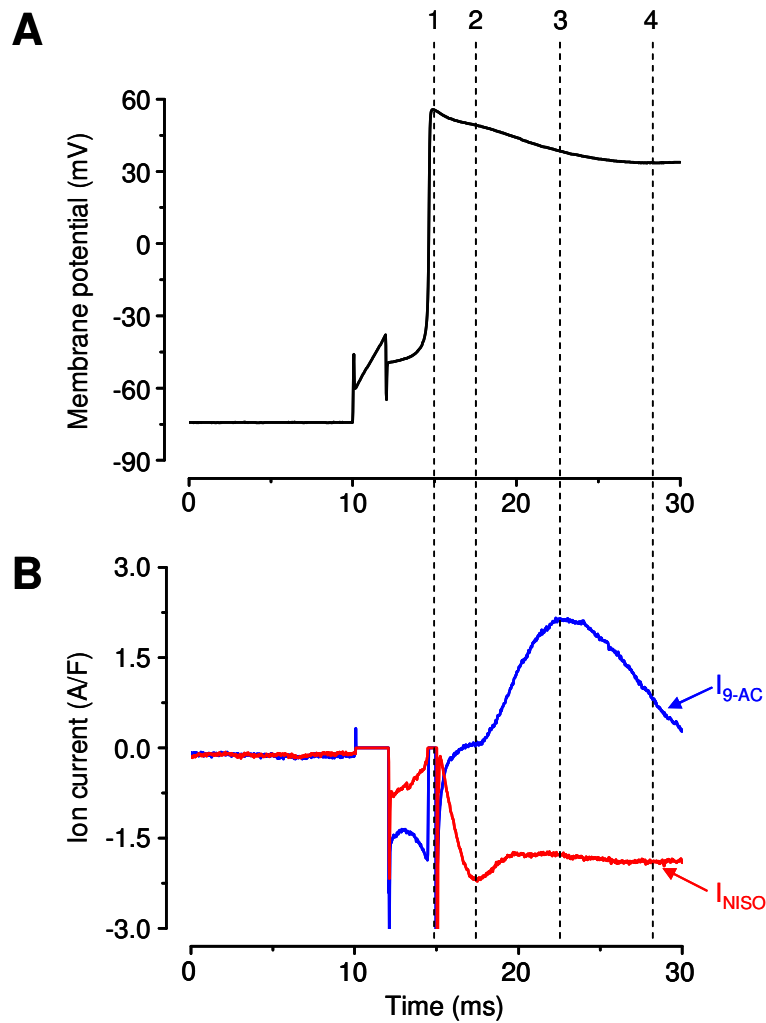 A
1 2 3 4
60
30
0
-30
-60
-90
Membrane potential (mV)
0 10 20 30
B
3.0
1.5
0.0
-1.5
-3.0
Ion current (A/F)
I9-AC
INISO
0 10 20 30
Time (ms)